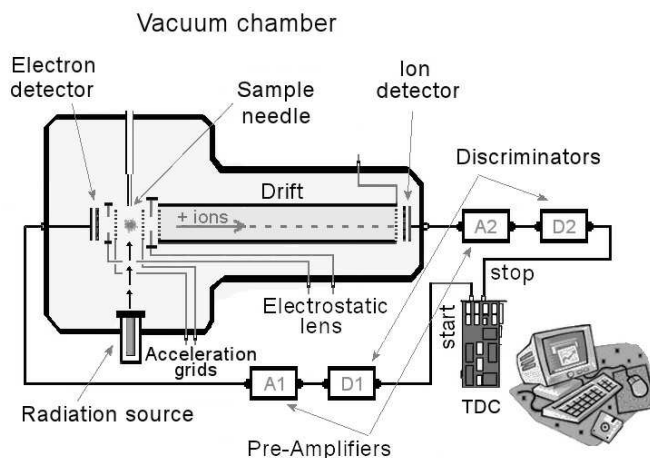 Vacuum chamber
Electron
detector
Sample
needle
Ion
detector
Discriminators
Drift
+ ions
A2
D2
stop
start
Electrostatic
lens
Acceleration
grids
Radiation source
A1
D1
TDC
Pre-Amplifiers